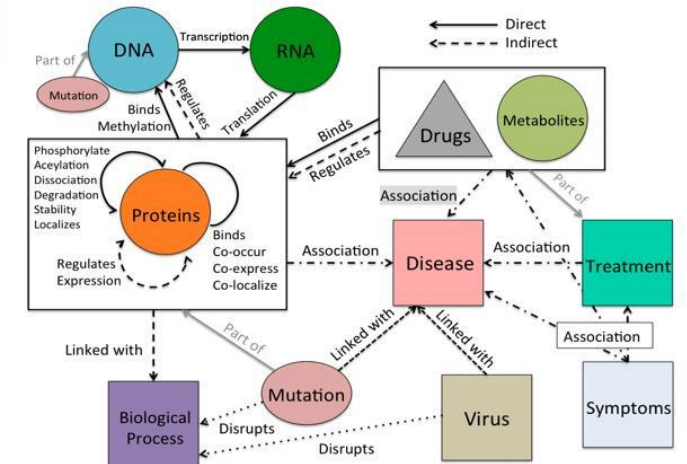 DNA
Transcription
RNA
Direct
Indirect
Part of
Mutation
Binds
Methylation
Regulates
Translation
Binds
Regulates
Drugs
Metabolites
Phosphorylate
Aceylation
Dissociation
Degradation
Stability
Localizes
Proteins
Regulates
Expression
Binds
Co-occur
Co-express
Co-localize
Association
Part of
Association
Disease
Association
Treatment
Linked with
Part of
Mutation
Linked with
Linked with
Association
Biological
Process
Disrupts
Disrupts
Virus
Symptoms